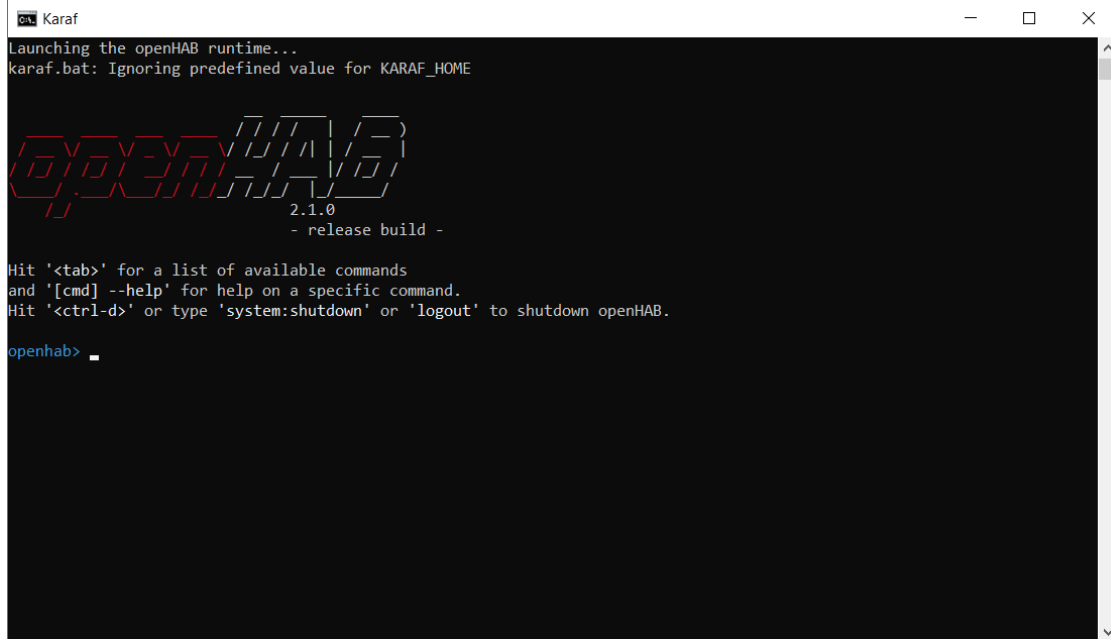 Karaf
Launching the openHAB runtime...
karaf.bat: Ignoring predefined value for KARAF_HOME
openHAB
2.1.0
- release build -
Hit '<tab>' for a list of available commands
and '[cmd] --help' for help on a specific command.
Hit '<ctrl-d>' or type 'system:shutdown' or 'logout' to shutdown openHAB.
openhab>